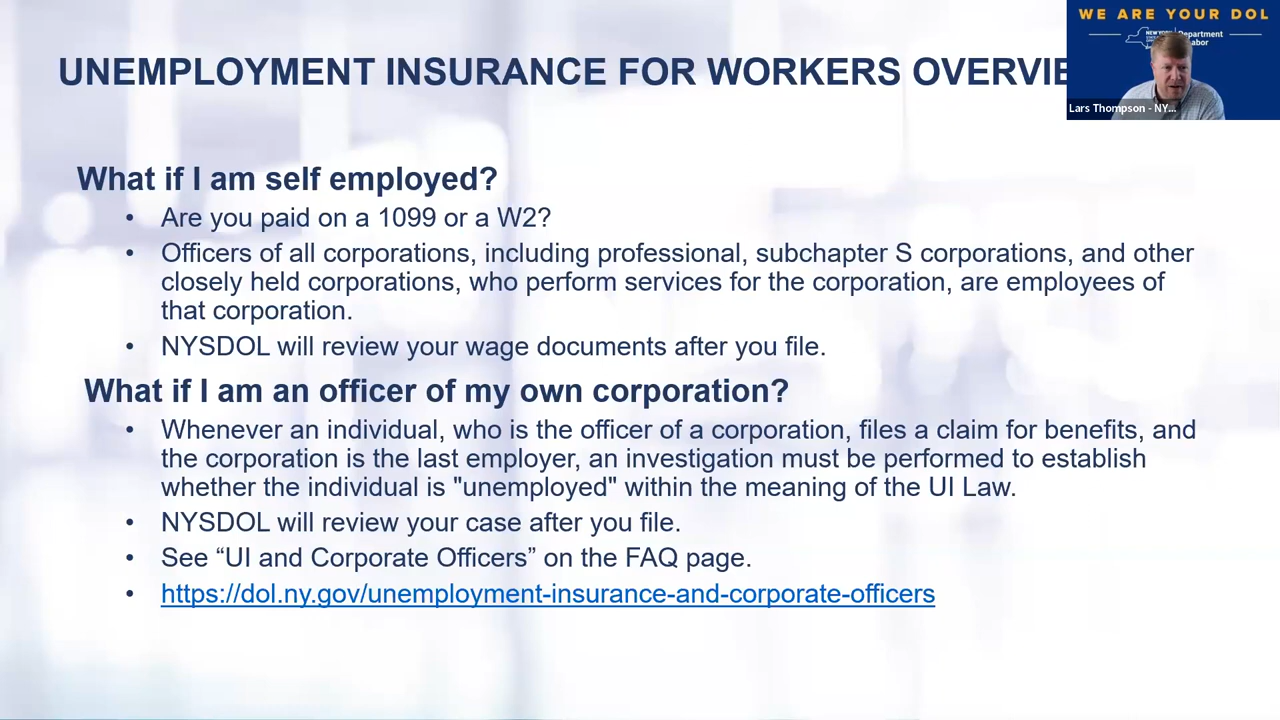 WE ARE YOUR DOL
NEW YORK
Department
Labor
UNEMPLOYMENT INSURANCE FOR WORKERS OVERVIE
Lars Thompson - NY...
What if I am self employed?
• Are you paid on a 1099 or a W2?
• Officers of all corporations, including professional, subchapter S corporations, and other
closely held corporations, who perform services for the corporation, are employees of
that corporation.
• NYSDOL will review your wage documents after you file.
What if I am an officer of my own corporation?
• Whenever an individual, who is the officer of a corporation, files a claim for benefits, and
the corporation is the last employer, an investigation must be performed to establish
whether the individual is "unemployed" within the meaning of the UI Law.
• NYSDOL will review your case after you file.
• See “UI and Corporate Officers” on the FAQ page.
• https://dol.ny.gov/unemployment-insurance-and-corporate-officers